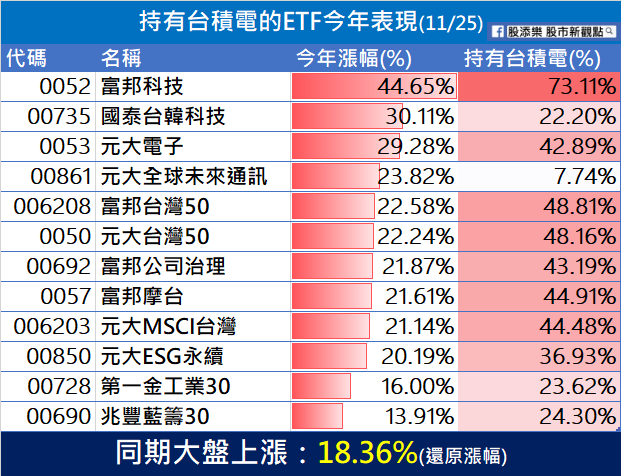 持有台積電的ETF今年表現(11/25) 股添樂 股市新觀點
代碼 名稱 今年漲幅(%) 持有台積電(%)
0052 富邦科技 44.65% 73.11%
00735 國泰台韓科技 30.11% 22.20%
0053 元大電子 29.28% 42.89%
00861 元大全球未來通訊 23.82% 7.74%
006208 富邦台灣50 22.58% 48.81%
0050 元大台灣50 22.24% 48.16%
00692 富邦公司治理 21.87% 43.19%
0057 富邦摩台 21.61% 44.91%
006203 元大MSCI台灣 21.14% 44.48%
00850 元大ESG永續 20.19% 36.93%
00728 第一金工業30 16.00% 23.62%
00690 兆豐藍籌30 13.91% 24.30%
同期大盤上漲：18.36%(還原漲幅)